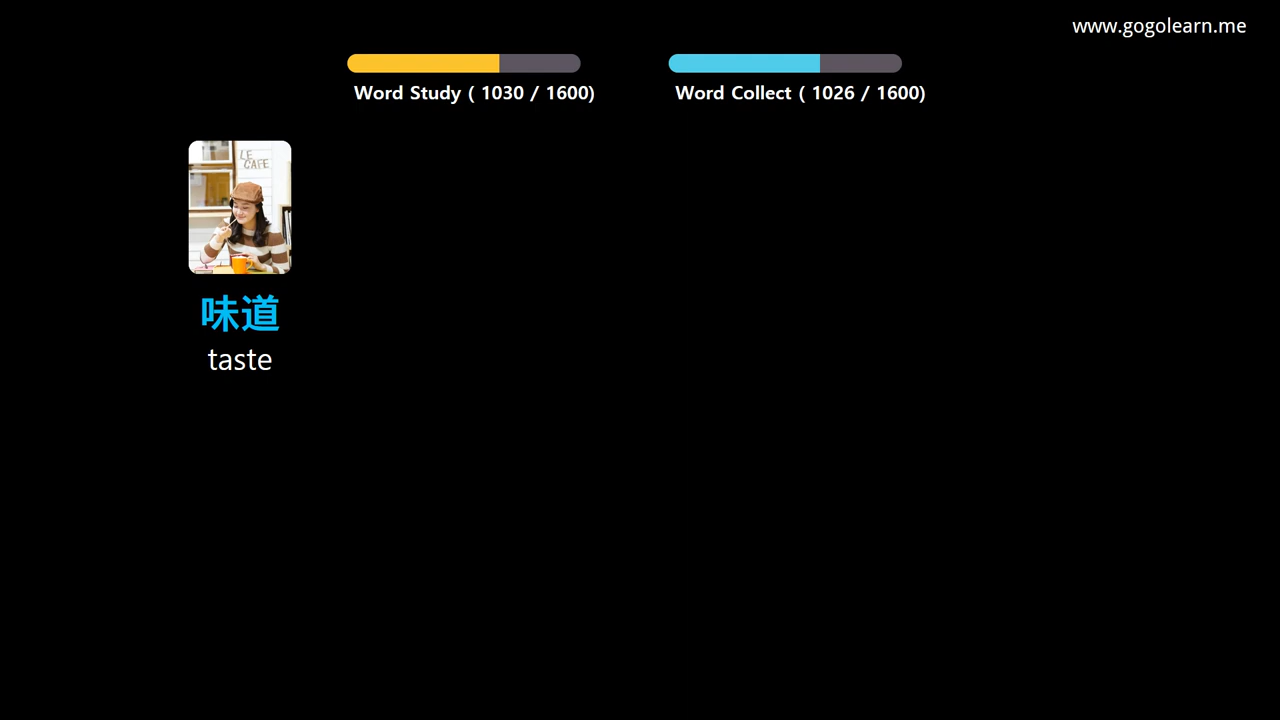 www.gogolearn.me
Word Study ( 1030 / 1600)
Word Collect ( 1026 / 1600)
LE
CAFE
味道
taste